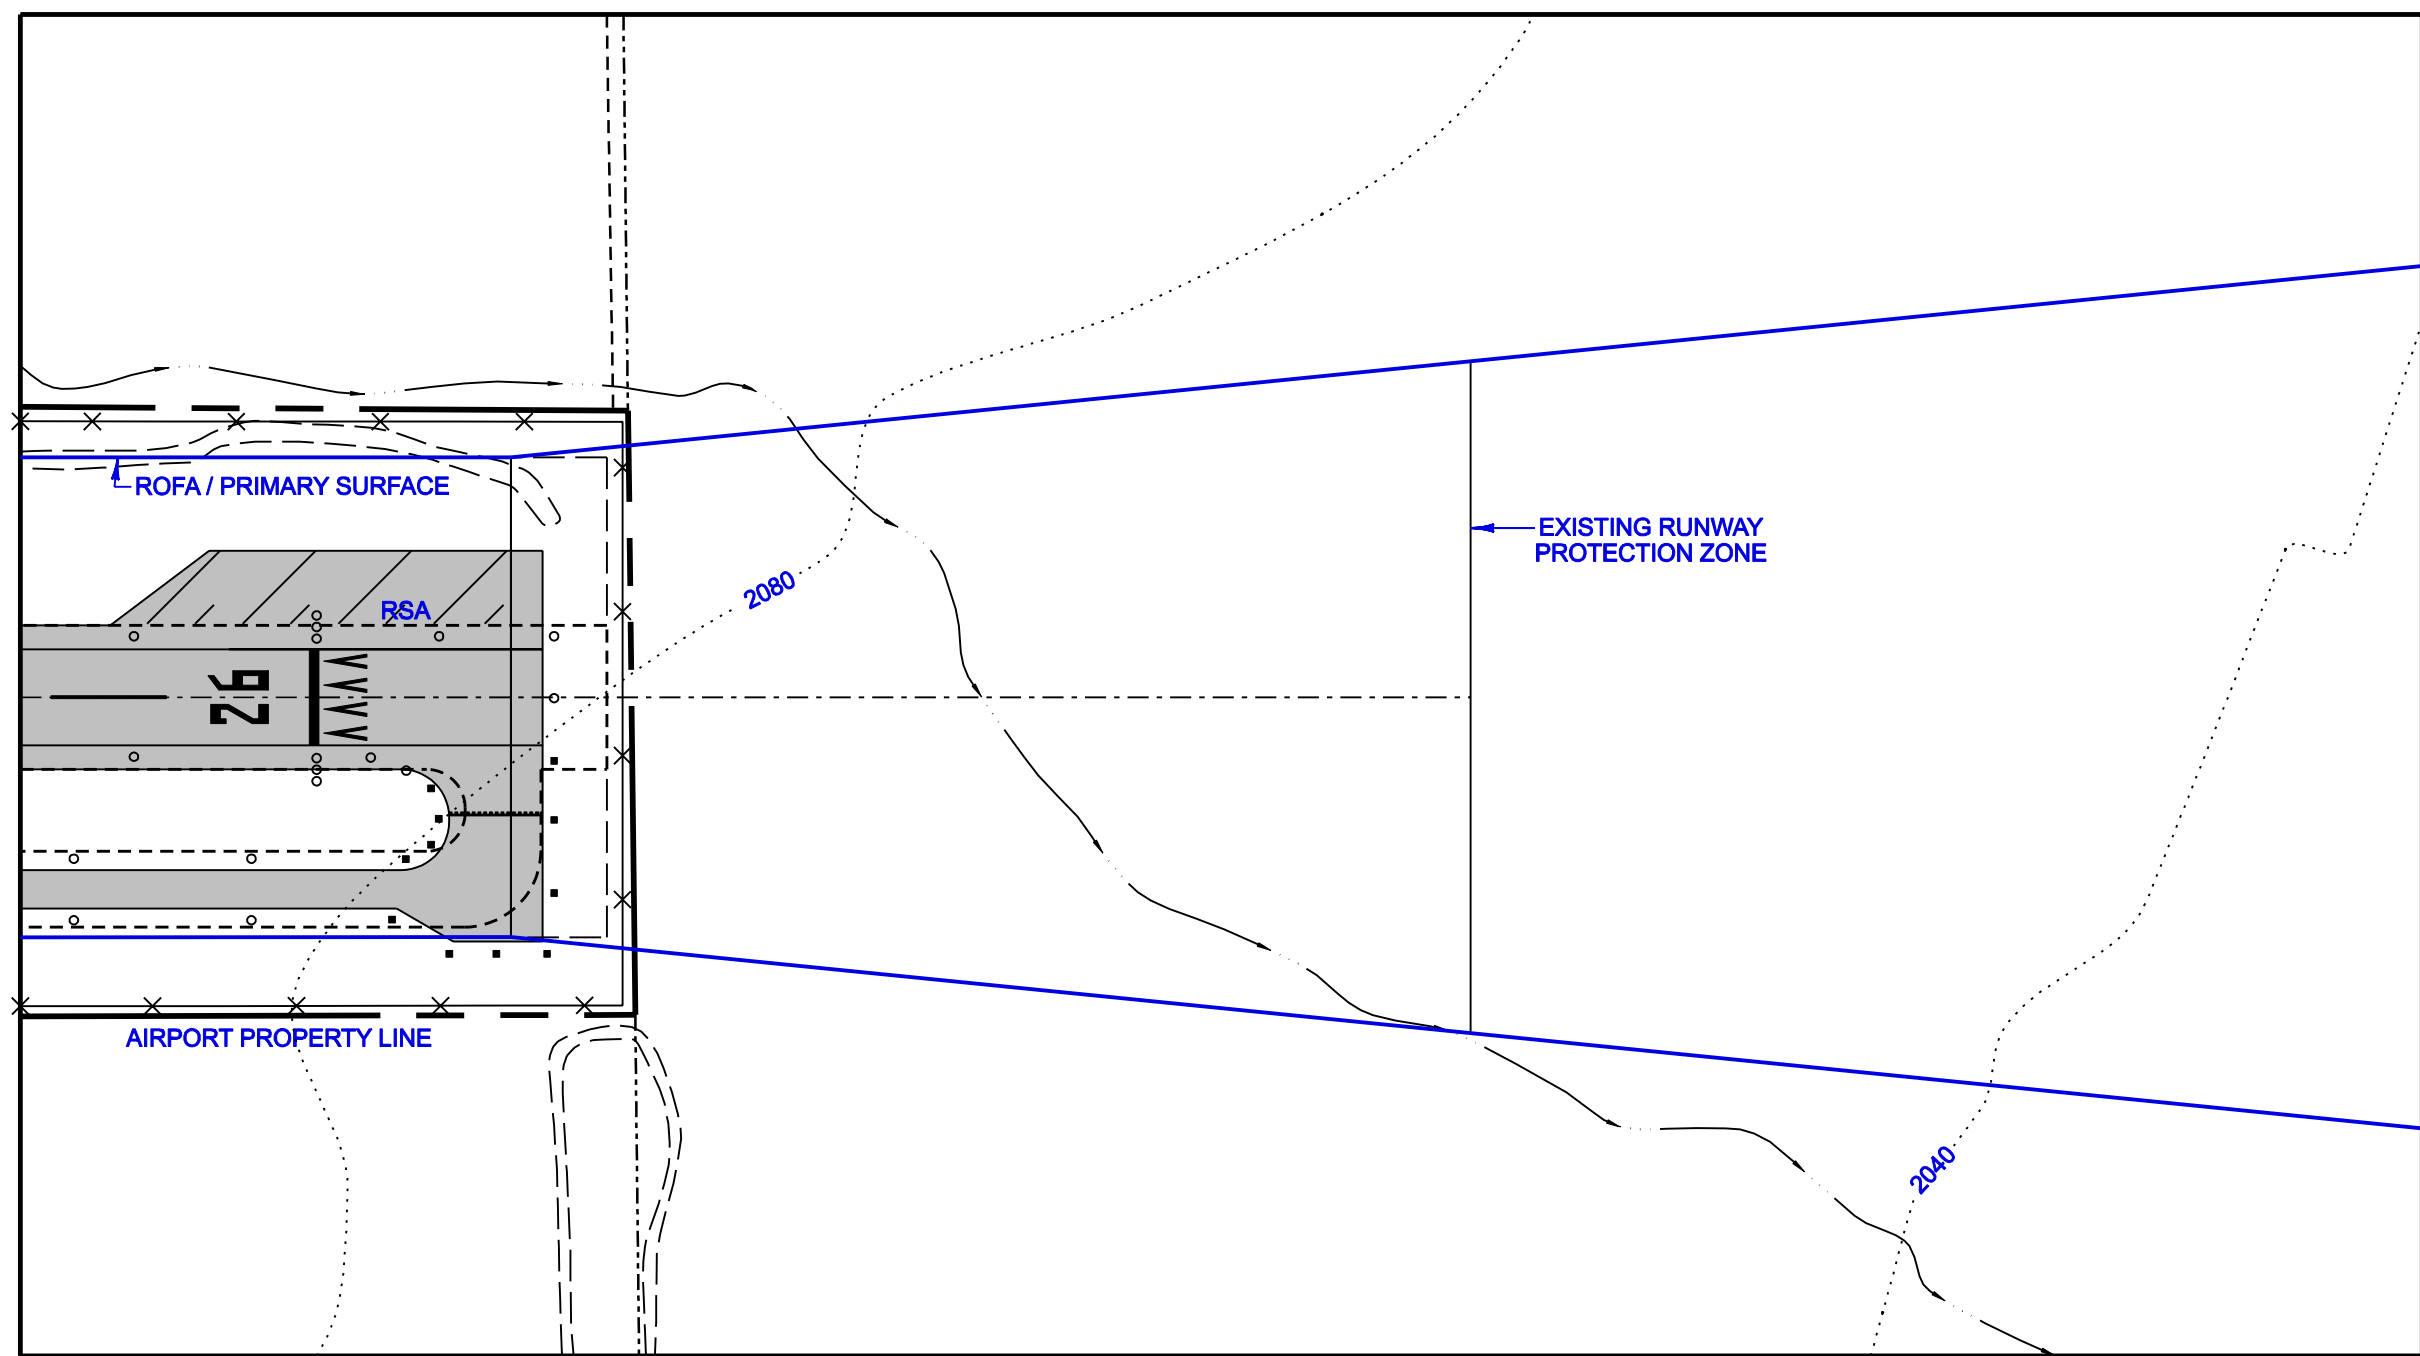 ROFA / PRIMARY SURFACE
EXISTING RUNWAY
PROTECTION ZONE
2080
RSA
26
AIRPORT PROPERTY LINE
2040